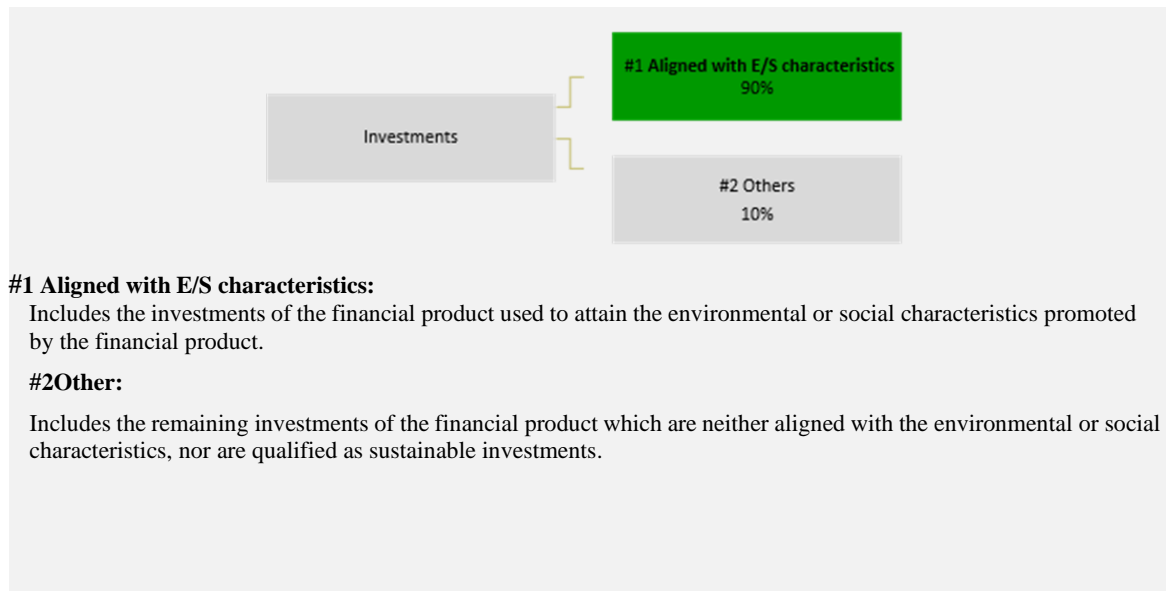 #1 Aligned with E/S characteristics
90%
Investments
#2 Others
10%
#1 Aligned with E/S characteristics:
Includes the investments of the financial product used to attain the environmental or social characteristics promoted
by the financial product.
#2Other:
Includes the remaining investments of the financial product which are neither aligned with the environmental or social
characteristics, nor are qualified as sustainable investments.